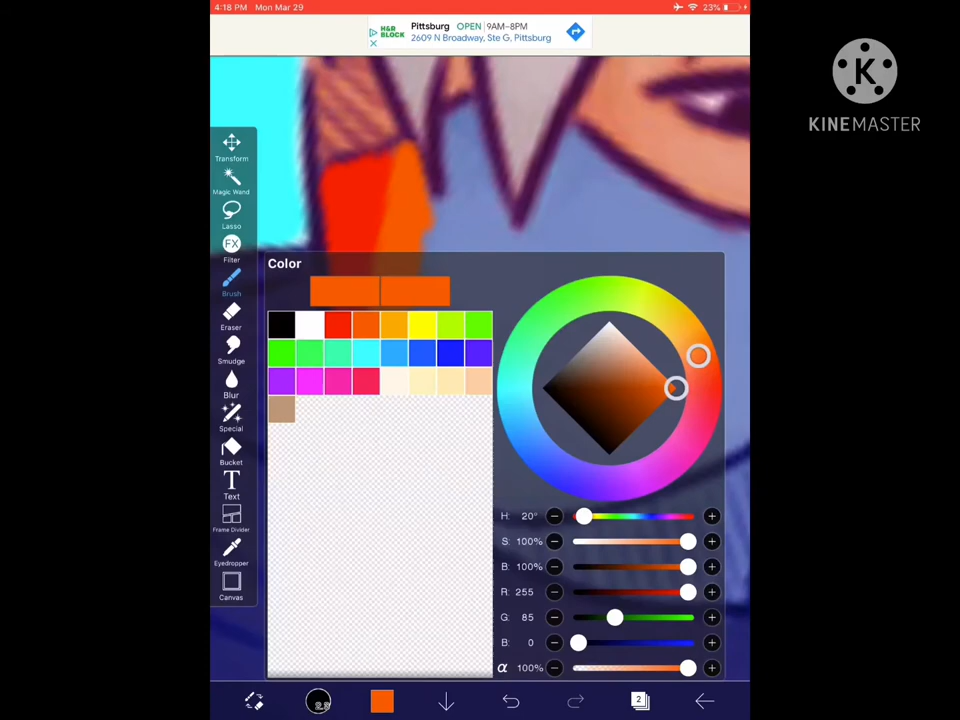 4:18 PM Mon Mar 29
23%
H&R
BLOCK
Pittsburg OPEN 9AM–8PM
2609 N Broadway, Ste G, Pittsburg
K
KINEMASTER
Transform
Magic Wand
Lasso
FX
Filter
Brush
Eraser
Smudge
Blur
Special
Bucket
T
Text
Frame Divider
Eyedropper
Canvas
Color
H: 20°
S: 100%
B: 100%
R: 255
G: 85
B: 0
α 100%
2